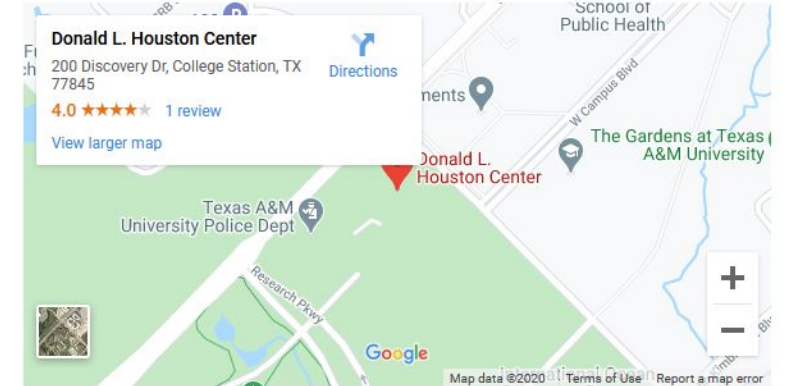 School of
Public Health
Donald L. Houston Center
200 Discovery Dr, College Station, TX
77845
Directions
4.0
1 review
View larger map
W Campus Blvd
The Gardens at Texas
A&M University
Donald L.
Houston Center
Texas A&M
University Police Dept
Research Pkwy
+
−
Google
Map data ©2020
Terms of Use
Report a map error